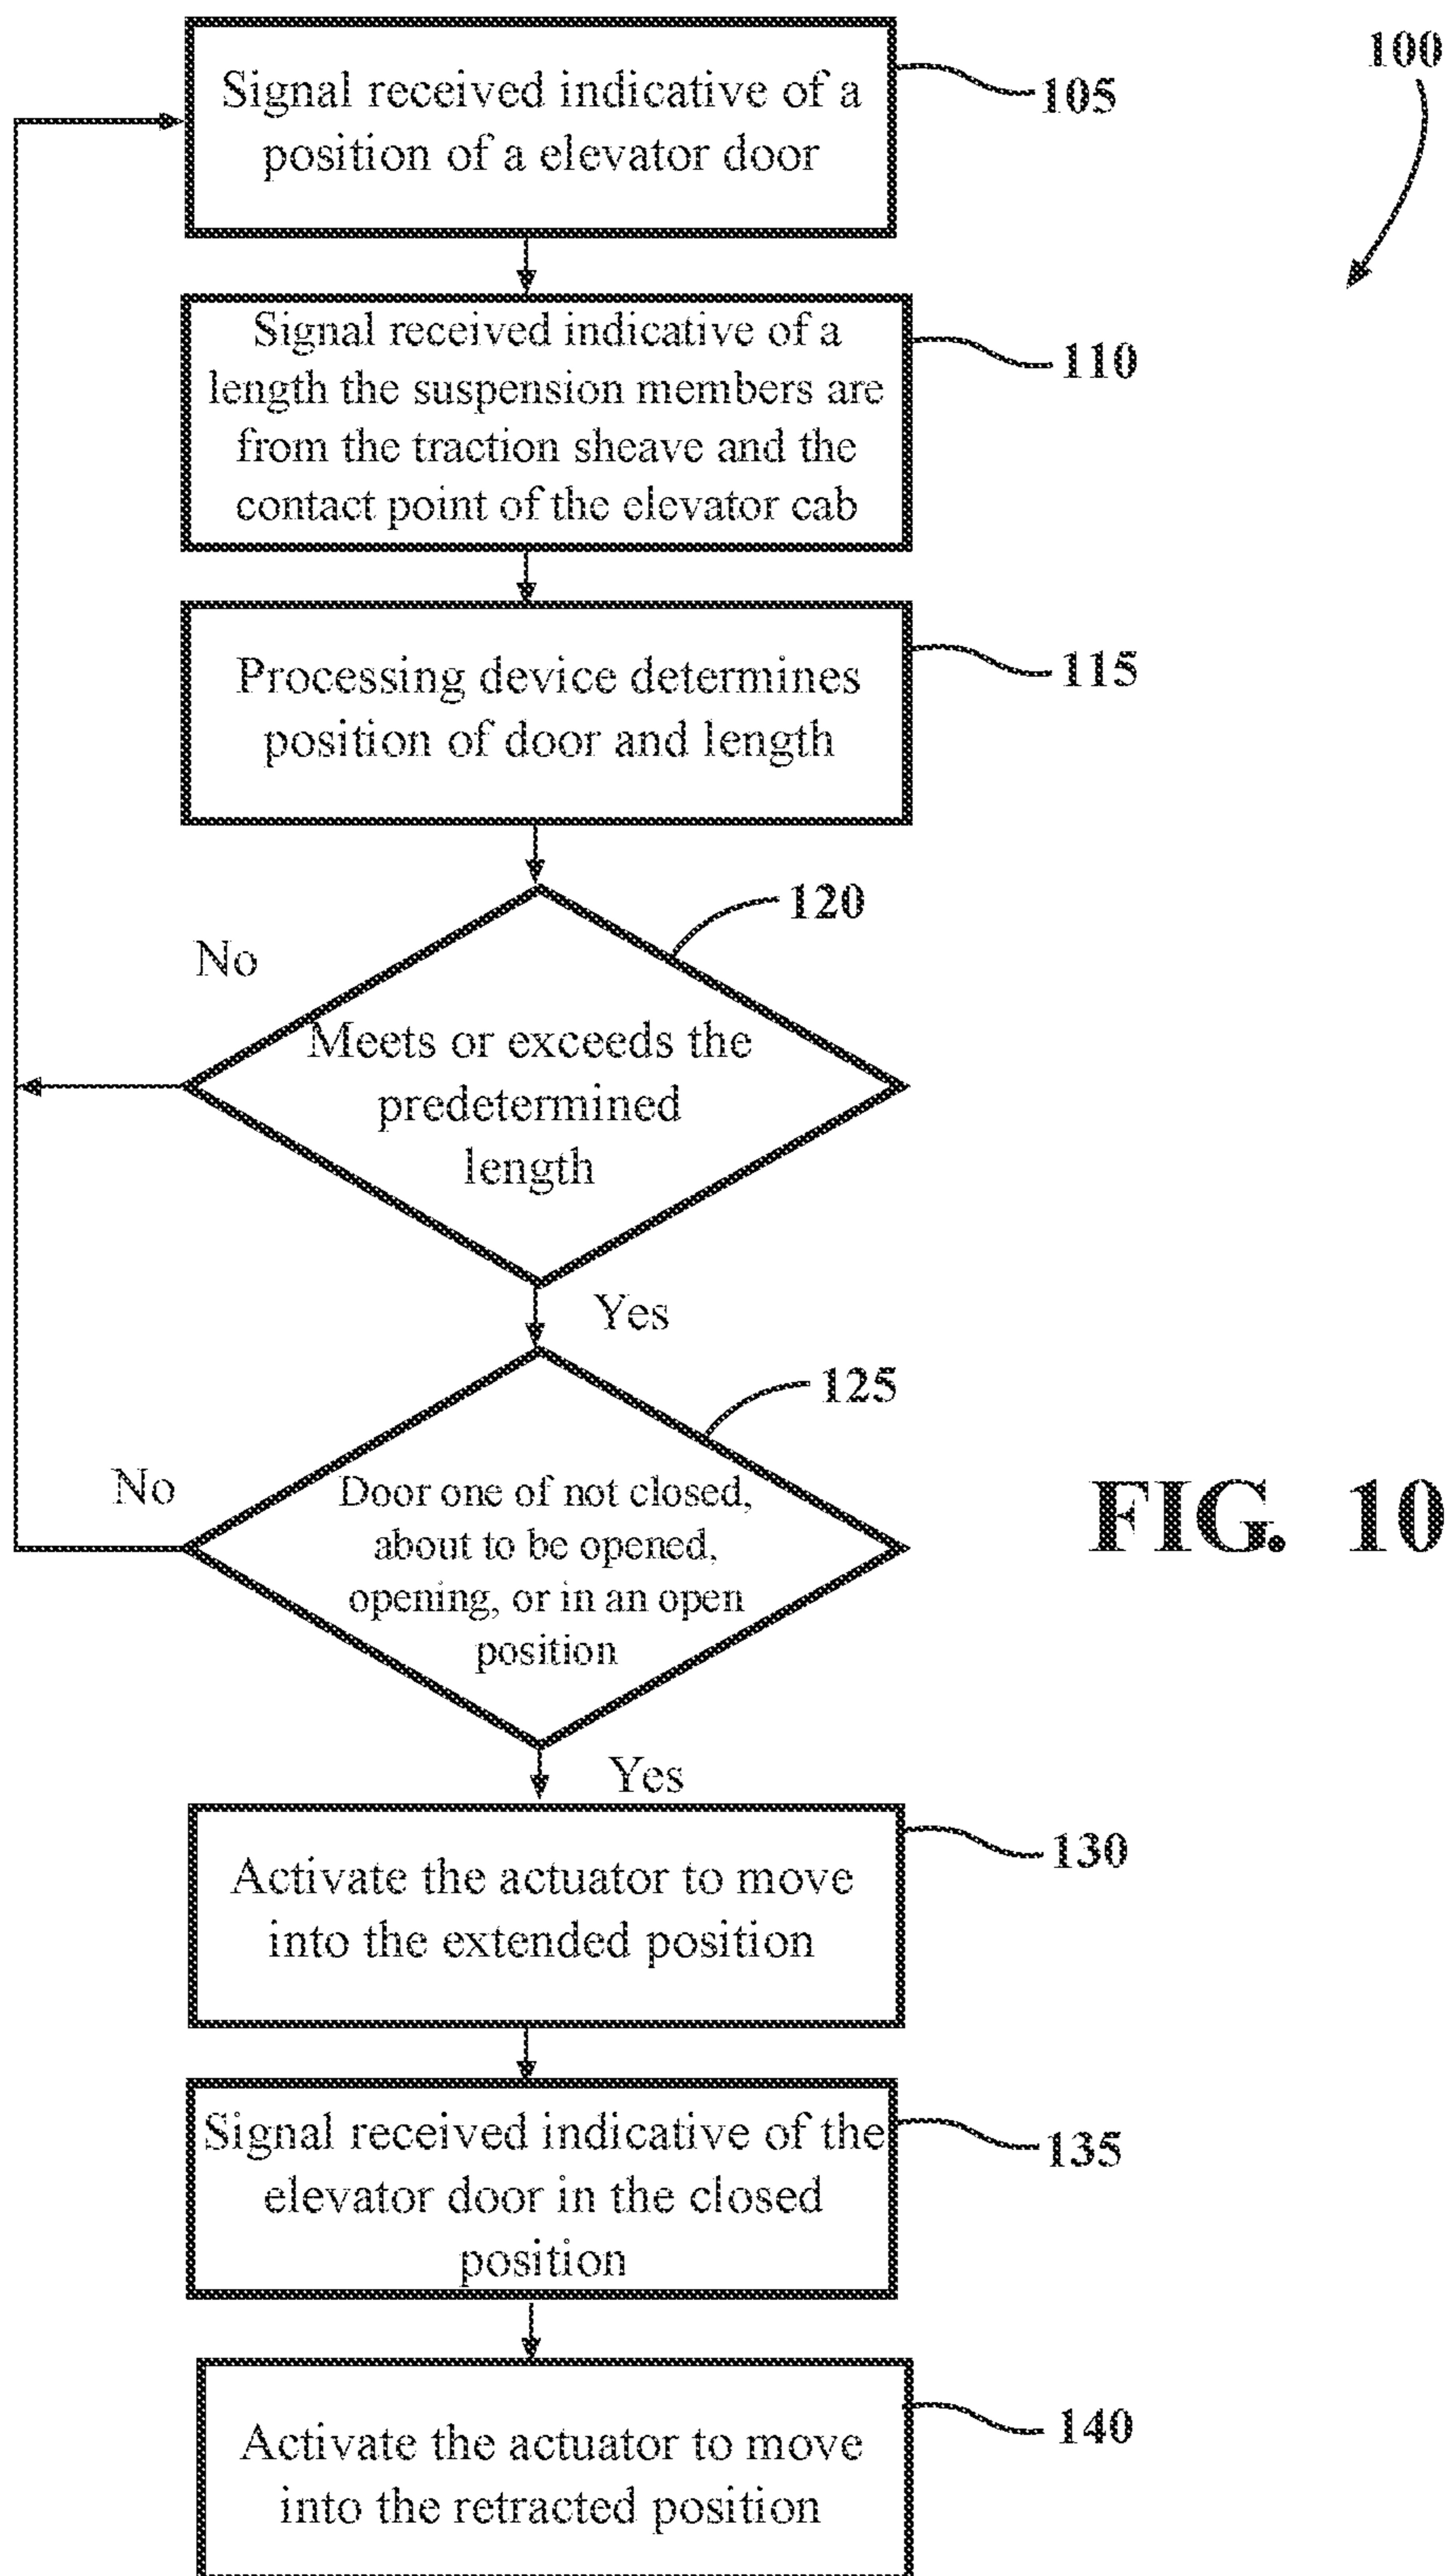 100
Signal received indicative of a
position of a elevator door
105
Signal received indicative of a
length the suspension members are
from the traction sheave and the
contact point of the elevator cab
110
Processing device determines
position of door and length
115
120
No
Meets or exceeds the
predetermined
length
Yes
125
No
Door one of not closed,
about to be opened,
opening, or in an open
position
FIG. 10
Yes
Activate the actuator to move
into the extended position
130
Signal received indicative of the
elevator door in the closed
position
135
Activate the actuator to move
into the retracted position
140